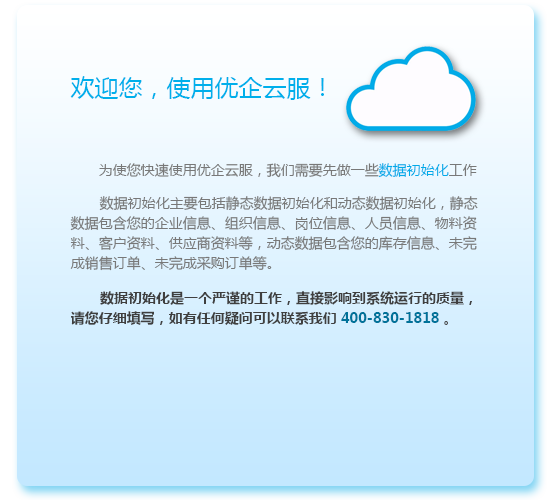 欢迎您，使用优企云服！
为使您快速使用优企云服，我们需要先做一些数据初始化工作
数据初始化主要包括静态数据初始化和动态数据初始化，静态
数据包含您的企业信息、组织信息、岗位信息、人员信息、物料资
料、客户资料、供应商资料等，动态数据包含您的库存信息、未完
成销售订单、未完成采购订单等。
数据初始化是一个严谨的工作，直接影响到系统运行的质量，
请您仔细填写，如有任何疑问可以联系我们 400-830-1818 。